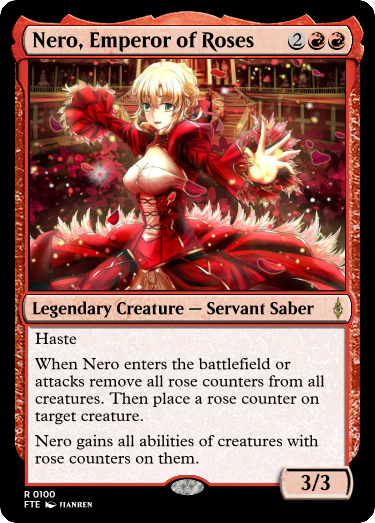 Nero, Emperor of Roses 2
Legendary Creature — Servant Saber
Haste
When Nero enters the battlefield or
attacks remove all rose counters from all
creatures. Then place a rose counter on
target creature.
Nero gains all abilities of creatures with
rose counters on them.
3/3
R 0100
FTE HANREN